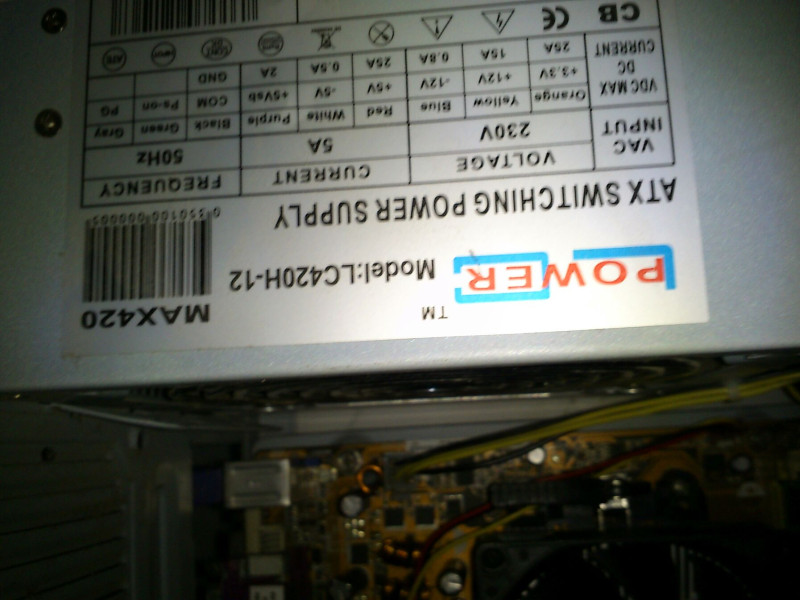 POWER
TM
MAX420
Model:LC420H-12
ATX SWITCHING POWER SUPPLY
VAC INPUT
VOLTAGE
CURRENT
FREQUENCY
230V
5A
50Hz
VDC MAX
DC
CURRENT
Orange
Yellow
Blue
Red
White
Purple
Black
Green
Gray
+3.3V
+12V
-12V
+5V
-5V
+5Vsb
COM
Ps-on
PG
25A
15A
0.8A
25A
0.5A
2A
GND
CB
CE